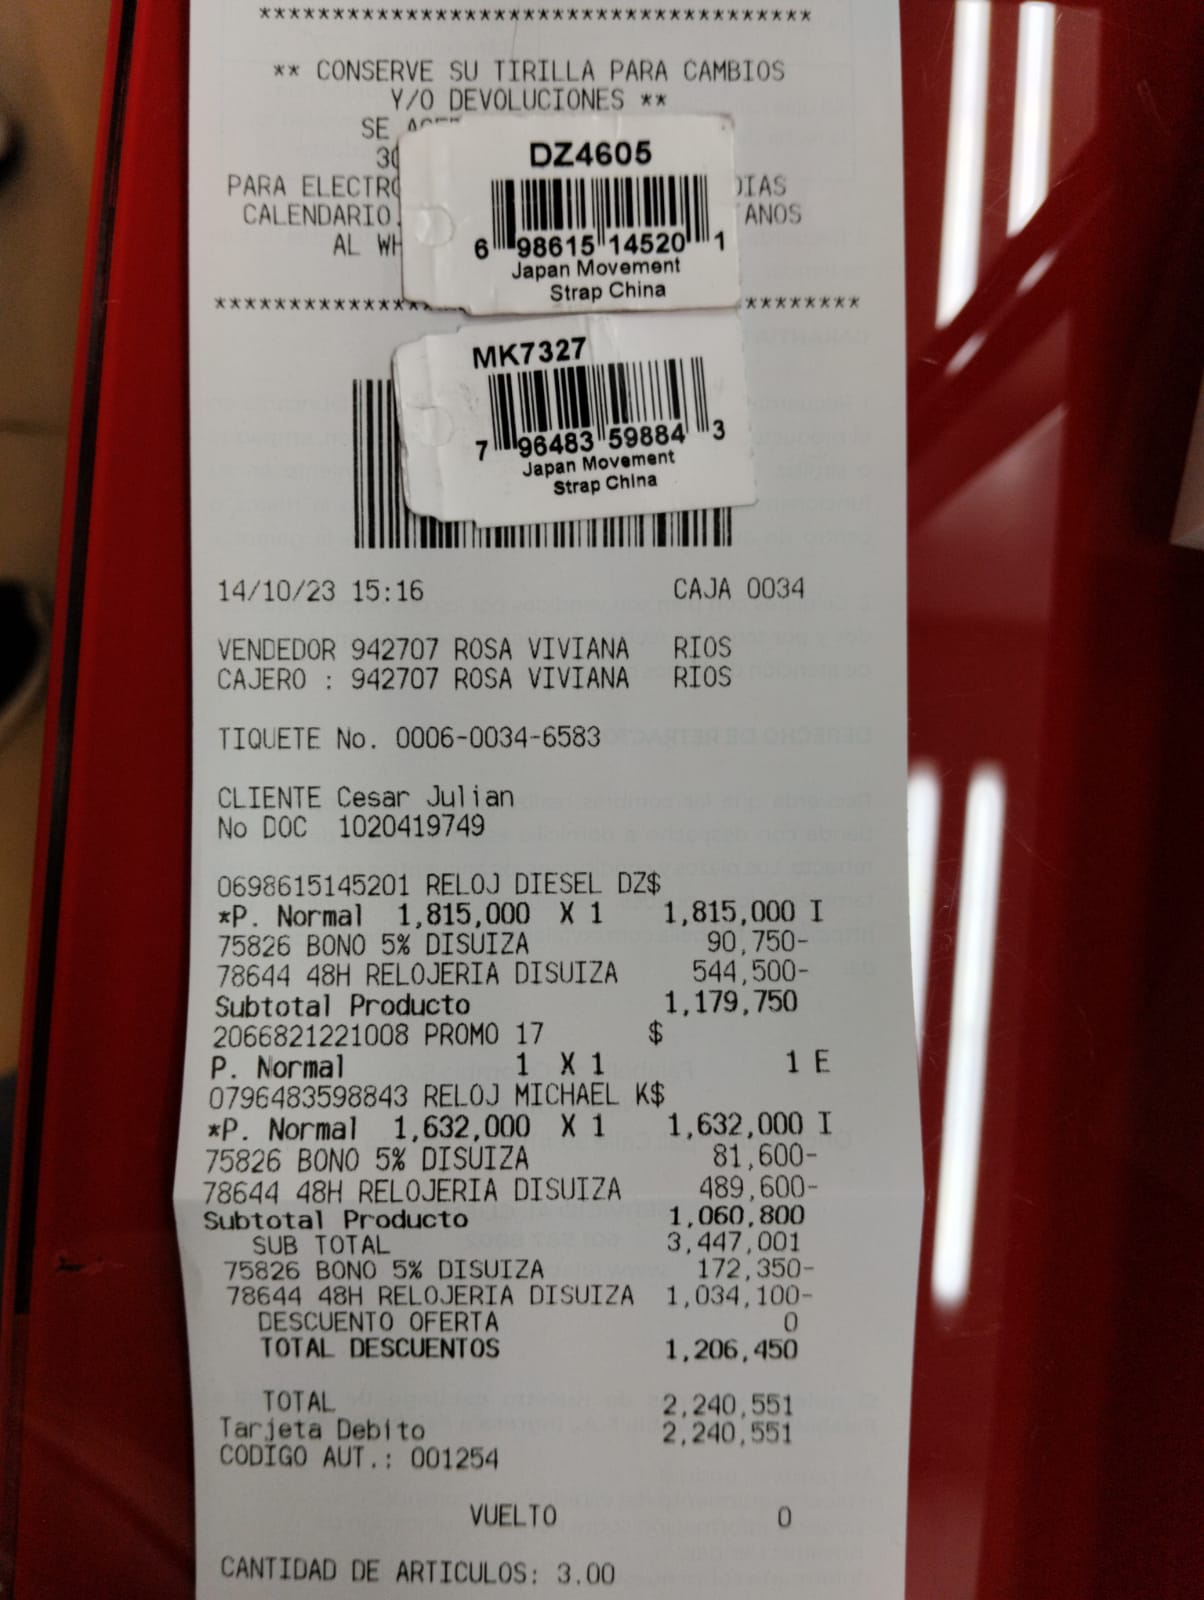 *************************************
** CONSERVE SU TIRILLA PARA CAMBIOS
Y/O DEVOLUCIONES **
SE
30
PARA ELECTRO DIAS
CALENDARIO.
AL WH
DZ4605
6 98615 14520 1
Japan Movement
Strap China
*************** ********
MK7327
7 96483 59884 3
Japan Movement
Strap China
14/10/23 15:16 CAJA 0034
VENDEDOR 942707 ROSA VIVIANA RIOS
CAJERO : 942707 ROSA VIVIANA RIOS
TIQUETE No. 0006-0034-6583
CLIENTE Cesar Julian
No DOC 1020419749
0698615145201 RELOJ DIESEL DZ$
*P. Normal 1,815,000 X 1 1,815,000 I
75826 BONO 5% DISUIZA 90,750-
78644 48H RELOJERIA DISUIZA 544,500-
Subtotal Producto 1,179,750
2066821221008 PROMO 17 $
P. Normal 1 X 1 1 E
0796483598843 RELOJ MICHAEL K$
*P. Normal 1,632,000 X 1 1,632,000 I
75826 BONO 5% DISUIZA 81,600-
78644 48H RELOJERIA DISUIZA 489,600-
Subtotal Producto 1,060,800
SUB TOTAL 3,447,001
75826 BONO 5% DISUIZA 172,350-
78644 48H RELOJERIA DISUIZA 1,034,100-
DESCUENTO OFERTA 0
TOTAL DESCUENTOS 1,206,450
TOTAL 2,240,551
Tarjeta Debito 2,240,551
CODIGO AUT.: 001254
VUELTO 0
CANTIDAD DE ARTICULOS: 3.00